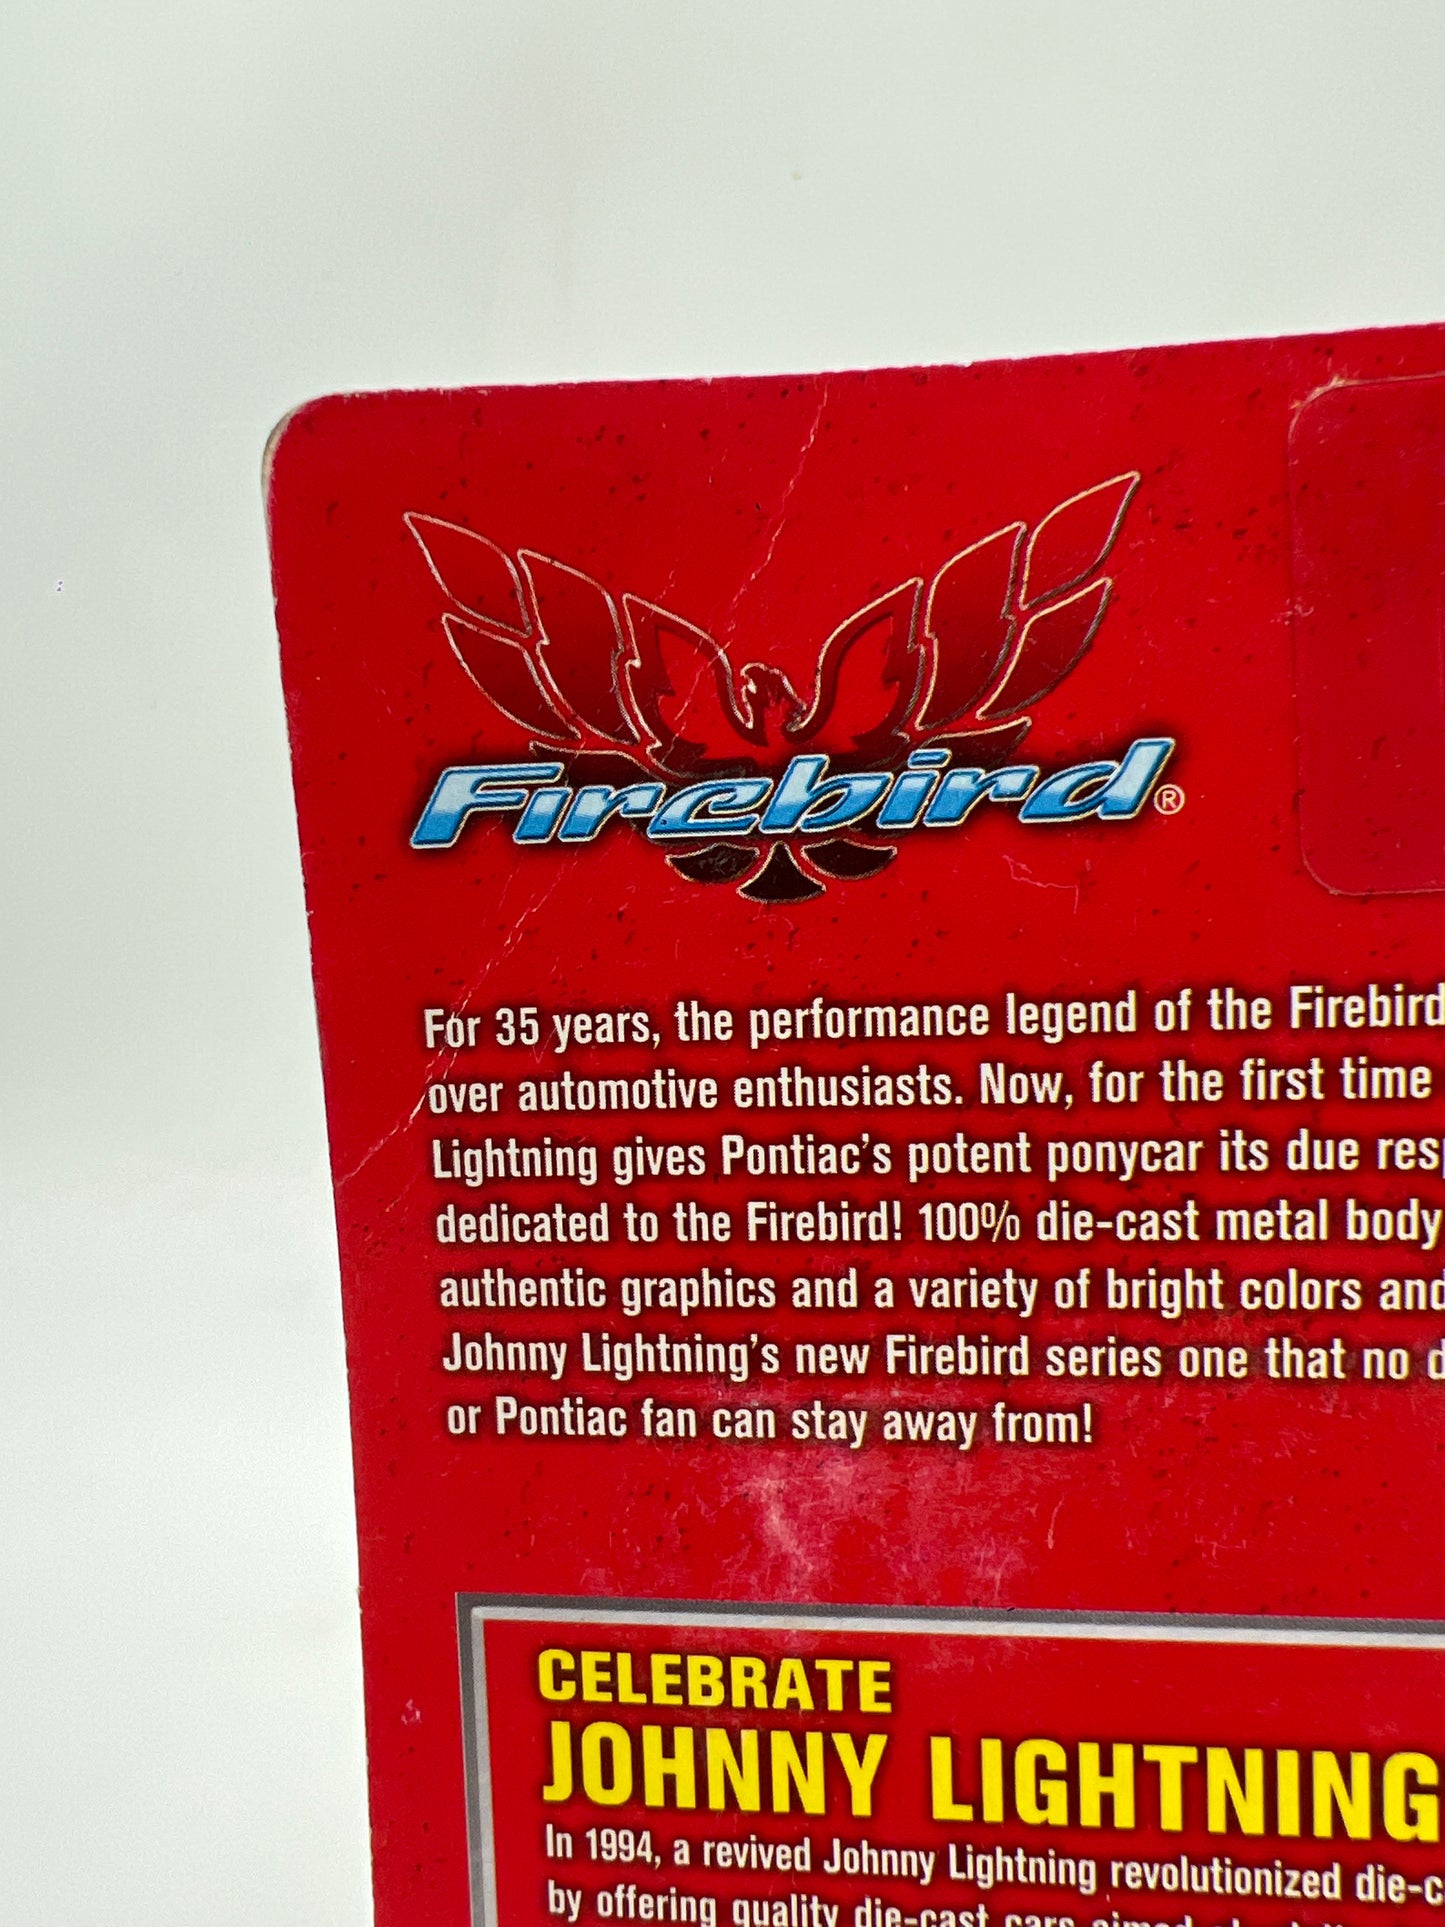 Firebird®
For 35 years, the performance legend of the Firebird
over automotive enthusiasts. Now, for the first time
Lightning gives Pontiac's potent ponycar its due
dedicated to the Firebird! 100% die-cast metal body
authentic graphics and a variety of bright colors and
Johnny Lightning's new Firebird series one that no
or Pontiac fan can stay away from!
CELEBRATE
JOHNNY LIGHTNING
In 1994, a revived Johnny Lightning revolutionized
by offering quality die-cast cars aimed